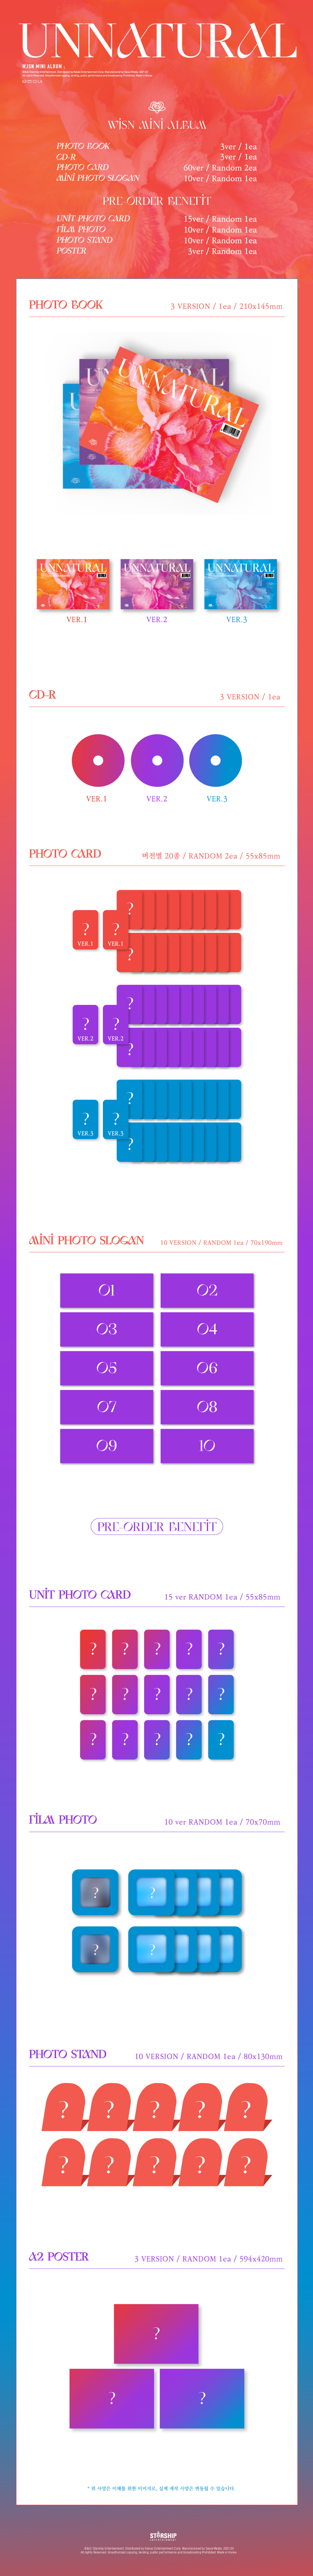 UNNATURAL
WJSN MINI ALBUM :
WJSN MINI ALBUM
PHOTO BOOK 3ver / 1ea
CD-R 3ver / 1ea
PHOTO CARD 60ver / Random 2ea
MINI PHOTO SLOGAN 10ver / Random 1ea
PRE-ORDER BENEFIT
UNIT PHOTO CARD 15ver / Random 1ea
FILM PHOTO 10ver / Random 1ea
PHOTO STAND 10ver / Random 1ea
POSTER 3ver / Random 1ea
PHOTO BOOK 3 VERSION / 1ea / 210x145mm
UNNATURAL
UNNATURAL UNNATURAL UNNATURAL
VER.1 VER.2 VER.3
CD-R 3 VERSION / 1ea
VER.1 VER.2 VER.3
PHOTO CARD 버전별 20종 / RANDOM 2ea / 55x85mm
?
? ?
VER.1 VER.1
?
?
? ?
VER.2 VER.2
?
?
? ?
VER.3 VER.3
?
MINI PHOTO SLOGAN 10 VERSION / RANDOM 1ea / 70x190mm
01 02
03 04
05 06
07 08
09 10
PRE-ORDER BENEFIT
UNIT PHOTO CARD 15 ver RANDOM 1ea / 55x85mm
? ? ? ? ?
? ? ? ? ?
? ? ? ? ?
FILM PHOTO 10 ver RANDOM 1ea / 70x70mm
? ?
? ?
PHOTO STAND 10 VERSION / RANDOM 1ea / 80x130mm
? ? ? ? ?
? ? ? ? ?
A2 POSTER 3 VERSION / RANDOM 1ea / 594x420mm
?
? ?
* 위 사양은 이해를 위한 이미지로, 실제 제작 사양은 변동될 수 있습니다.
STARSHIP
ENTERTAINMENT